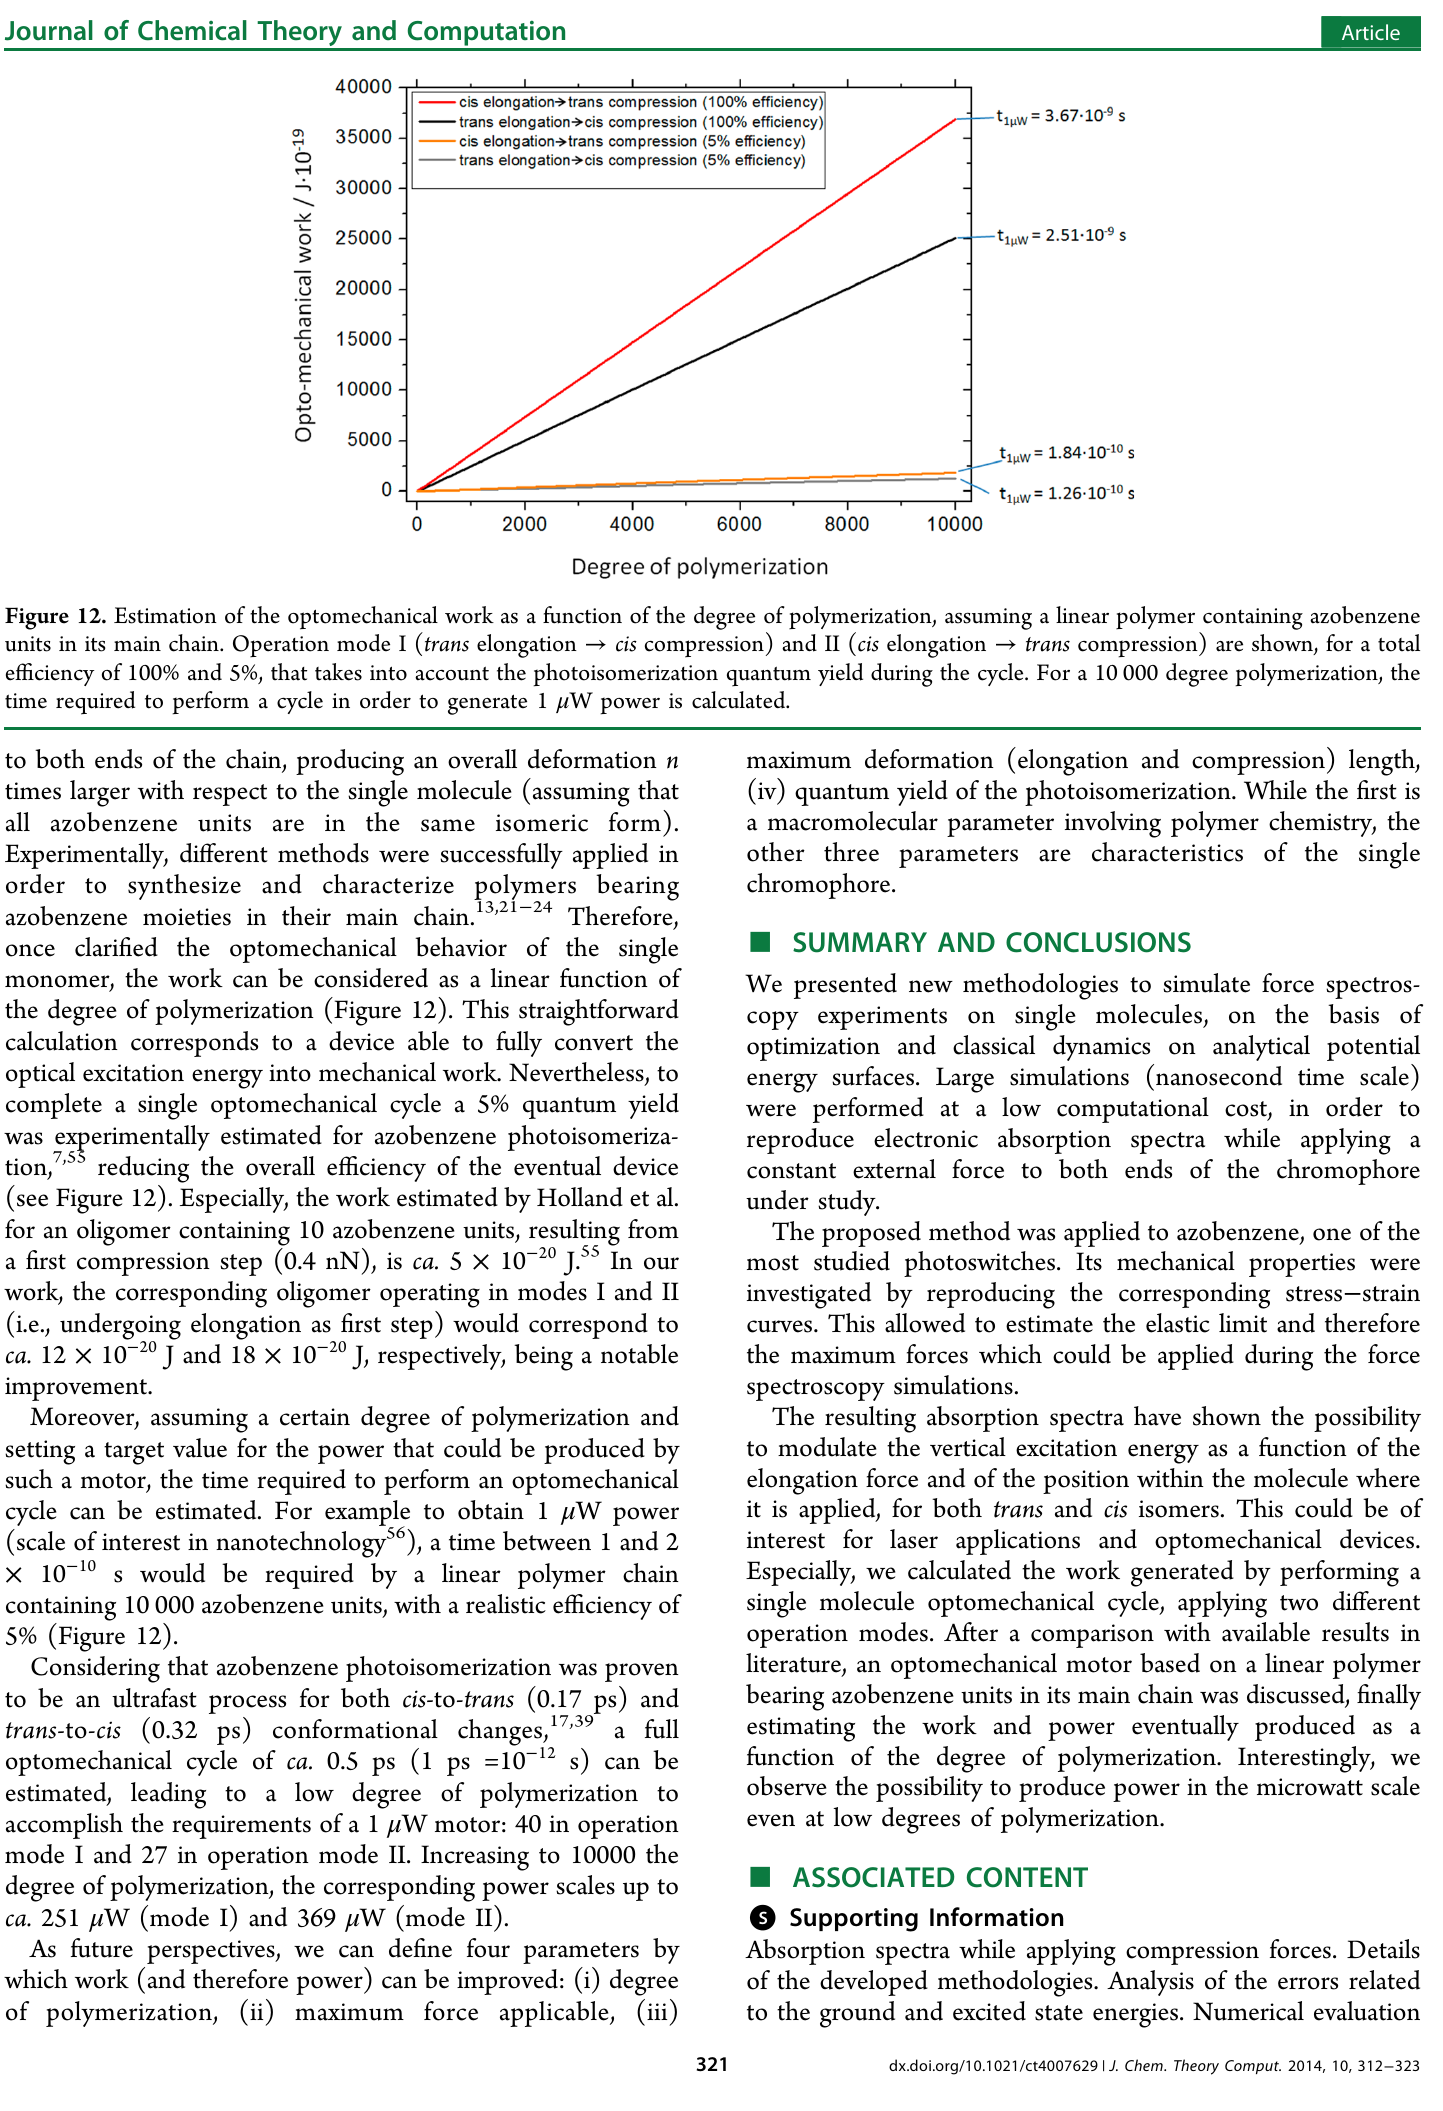 Journal of Chemical Theory and Computation
Article
40000
35000
30000
25000
20000
15000
10000
5000
0
Opto-mechanical work / J·10-19
cis elongation→trans compression (100% efficiency)
trans elongation→cis compression (100% efficiency)
cis elongation→trans compression (5% efficiency)
trans elongation→cis compression (5% efficiency)
t1μW = 3.67·10-9 s
t1μW = 2.51·10-9 s
t1μW = 1.84·10-10 s
t1μW = 1.26·10-10 s
0 2000 4000 6000 8000 10000
Degree of polymerization
Figure 12. Estimation of the optomechanical work as a function of the degree of polymerization, assuming a linear polymer containing azobenzene
units in its main chain. Operation mode I (trans elongation → cis compression) and II (cis elongation → trans compression) are shown, for a total
efficiency of 100% and 5%, that takes into account the photoisomerization quantum yield during the cycle. For a 10 000 degree polymerization, the
time required to perform a cycle in order to generate 1 μW power is calculated.
to both ends of the chain, producing an overall deformation n
times larger with respect to the single molecule (assuming that
all azobenzene units are in the same isomeric form).
Experimentally, different methods were successfully applied in
order to synthesize and characterize polymers bearing
azobenzene moieties in their main chain.13,21−24 Therefore,
once clarified the optomechanical behavior of the single
monomer, the work can be considered as a linear function of
the degree of polymerization (Figure 12). This straightforward
calculation corresponds to a device able to fully convert the
optical excitation energy into mechanical work. Nevertheless, to
complete a single optomechanical cycle a 5% quantum yield
was experimentally estimated for azobenzene photoisomeriza-
tion,7,55 reducing the overall efficiency of the eventual device
(see Figure 12). Especially, the work estimated by Holland et al.
for an oligomer containing 10 azobenzene units, resulting from
a first compression step (0.4 nN), is ca. 5 × 10−20 J.55 In our
work, the corresponding oligomer operating in modes I and II
(i.e., undergoing elongation as first step) would correspond to
ca. 12 × 10−20 J and 18 × 10−20 J, respectively, being a notable
improvement.
Moreover, assuming a certain degree of polymerization and
setting a target value for the power that could be produced by
such a motor, the time required to perform an optomechanical
cycle can be estimated. For example to obtain 1 μW power
(scale of interest in nanotechnology56), a time between 1 and 2
× 10−10 s would be required by a linear polymer chain
containing 10 000 azobenzene units, with a realistic efficiency of
5% (Figure 12).
Considering that azobenzene photoisomerization was proven
to be an ultrafast process for both cis-to-trans (0.17 ps) and
trans-to-cis (0.32 ps) conformational changes,17,39 a full
optomechanical cycle of ca. 0.5 ps (1 ps =10−12 s) can be
estimated, leading to a low degree of polymerization to
accomplish the requirements of a 1 μW motor: 40 in operation
mode I and 27 in operation mode II. Increasing to 10000 the
degree of polymerization, the corresponding power scales up to
ca. 251 μW (mode I) and 369 μW (mode II).
As future perspectives, we can define four parameters by
which work (and therefore power) can be improved: (i) degree
of polymerization, (ii) maximum force applicable, (iii)
maximum deformation (elongation and compression) length,
(iv) quantum yield of the photoisomerization. While the first is
a macromolecular parameter involving polymer chemistry, the
other three parameters are characteristics of the single
chromophore.
■ SUMMARY AND CONCLUSIONS
We presented new methodologies to simulate force spectros-
copy experiments on single molecules, on the basis of
optimization and classical dynamics on analytical potential
energy surfaces. Large simulations (nanosecond time scale)
were performed at a low computational cost, in order to
reproduce electronic absorption spectra while applying a
constant external force to both ends of the chromophore
under study.
The proposed method was applied to azobenzene, one of the
most studied photoswitches. Its mechanical properties were
investigated by reproducing the corresponding stress−strain
curves. This allowed to estimate the elastic limit and therefore
the maximum forces which could be applied during the force
spectroscopy simulations.
The resulting absorption spectra have shown the possibility
to modulate the vertical excitation energy as a function of the
elongation force and of the position within the molecule where
it is applied, for both trans and cis isomers. This could be of
interest for laser applications and optomechanical devices.
Especially, we calculated the work generated by performing a
single molecule optomechanical cycle, applying two different
operation modes. After a comparison with available results in
literature, an optomechanical motor based on a linear polymer
bearing azobenzene units in its main chain was discussed, finally
estimating the work and power eventually produced as a
function of the degree of polymerization. Interestingly, we
observe the possibility to produce power in the microwatt scale
even at low degrees of polymerization.
■ ASSOCIATED CONTENT
S Supporting Information
Absorption spectra while applying compression forces. Details
of the developed methodologies. Analysis of the errors related
to the ground and excited state energies. Numerical evaluation
321
dx.doi.org/10.1021/ct4007629 | J. Chem. Theory Comput. 2014, 10, 312−323